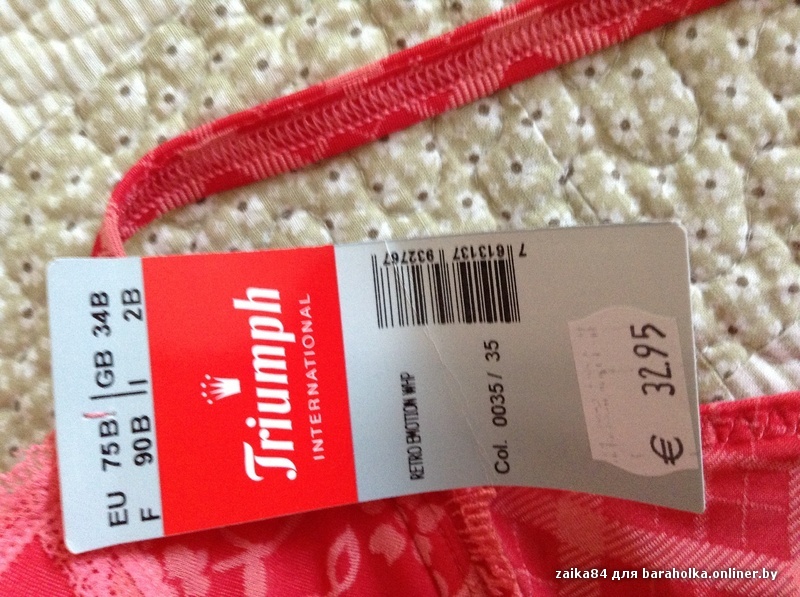 EU 75B GB 34B
F 90B I 2B
Triumph
INTERNATIONAL
7 613137 932767
RETRO EMOTION WHP
Col. 0035 / 35
€ 32.95
zaika84 для baraholka.onliner.by